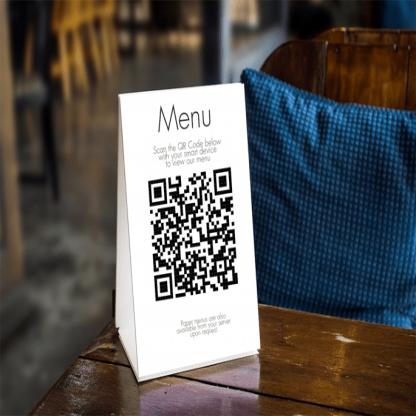 Menu
Scan the QR Code below
with your smart device
to view our menu
Paper menus are also
available from your server
upon request